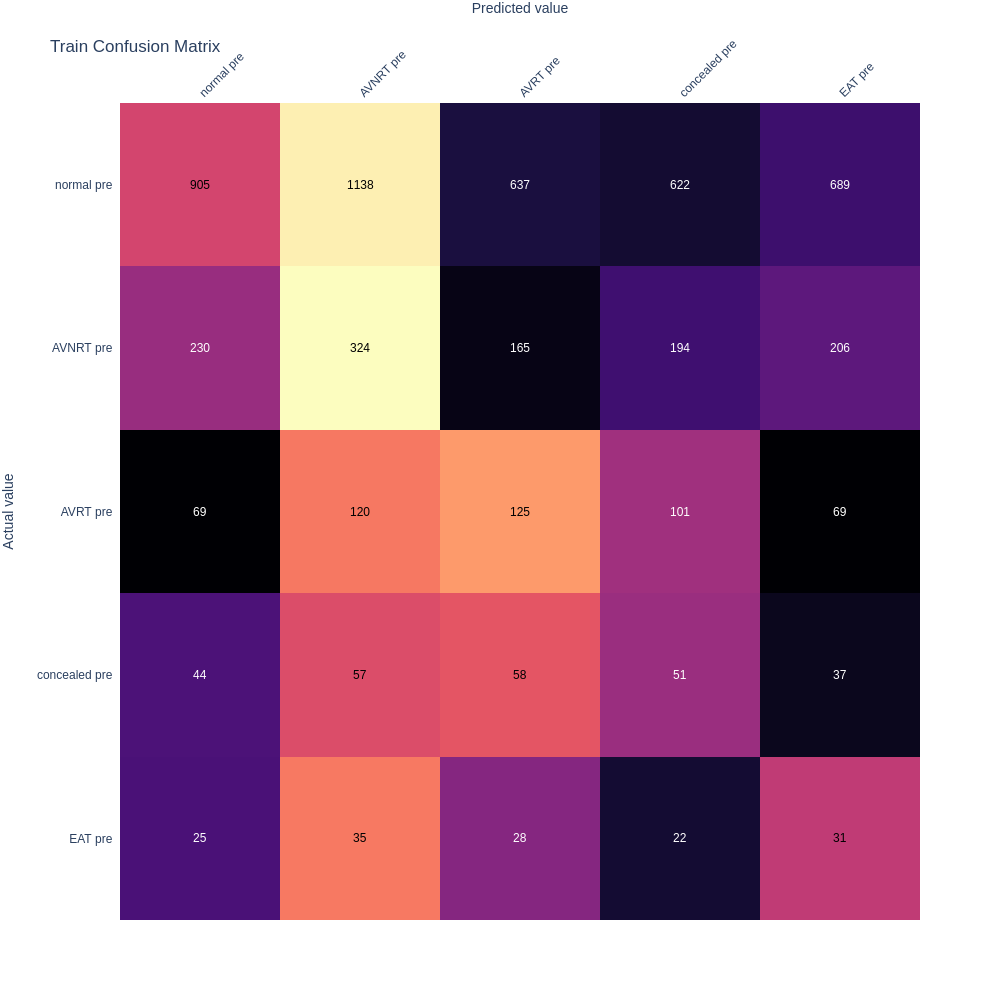 Predicted value
Train Confusion Matrix
normal pre
AVNRT pre
AVRT pre
concealed pre
EAT pre
normal pre 905 1138 637 622 689
AVNRT pre 230 324 165 194 206
Actual value
AVRT pre 69 120 125 101 69
concealed pre 44 57 58 51 37
EAT pre 25 35 28 22 31